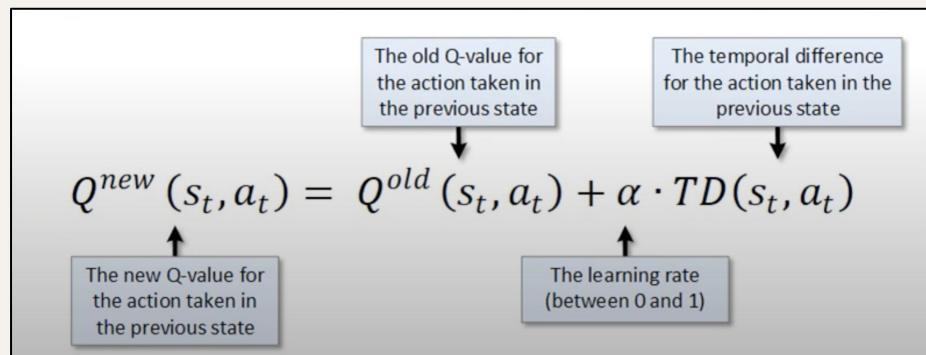 The old Q-value for
the action taken in
the previous state
The temporal difference
for the action taken in the
previous state
Q^{new}(s_t, a_t) = Q^{old}(s_t, a_t) + α · TD(s_t, a_t)
The new Q-value for
the action taken in
the previous state
The learning rate
(between 0 and 1)